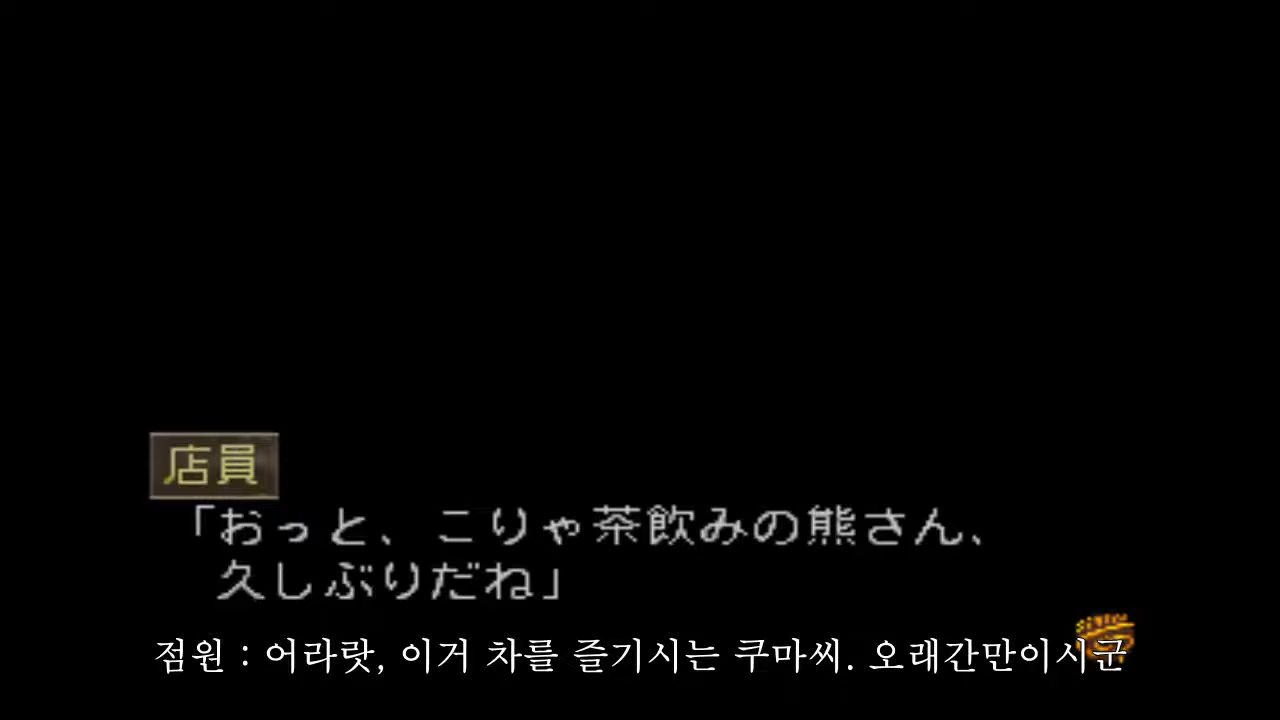 店員
「おっと、こりゃ茶飲みの熊さん、
久しぶりだね」
점원 : 어라랏, 이거 차를 즐기시는 쿠마씨. 오래간만이시군